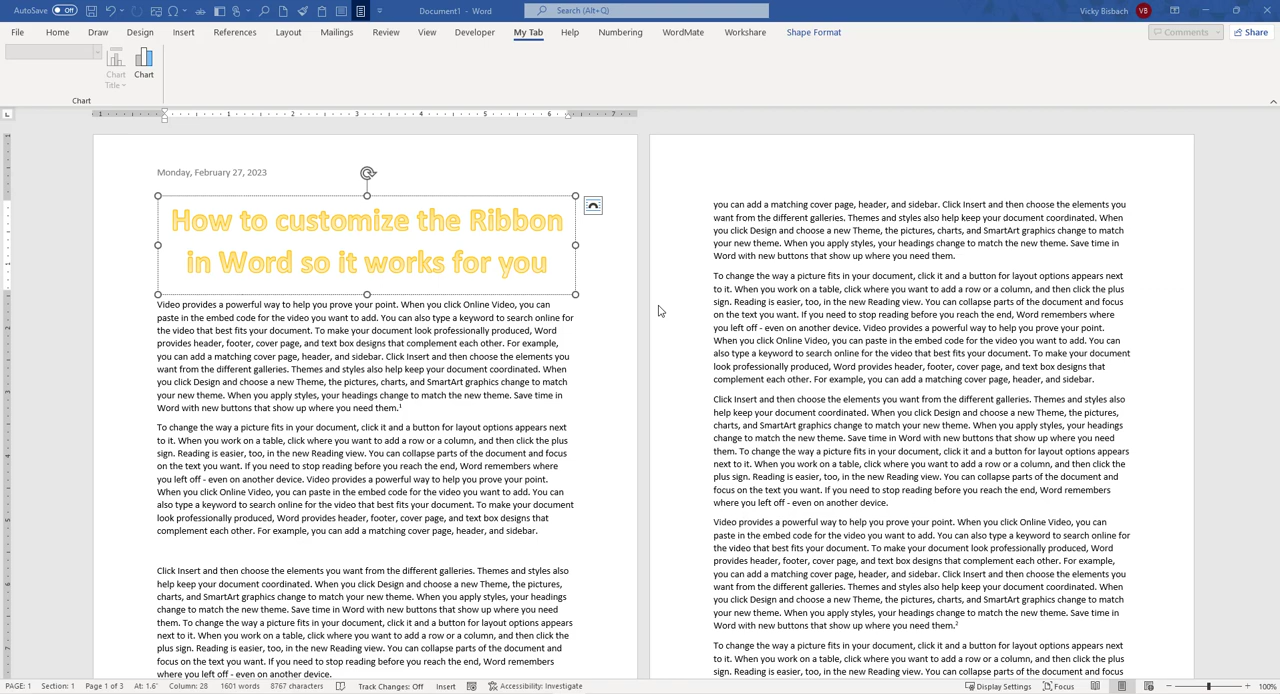 AutoSave Off Document1 - Word Search (Alt+Q) Vicky Bisbach VB
File Home Draw Design Insert References Layout Mailings Review View Developer My Tab Help Numbering WordMate Workshare Shape Format Comments Share
Chart Title
Chart
Chart
1 1 2 3 4 5 6 7
Monday, February 27, 2023
How to customize the Ribbon
in Word so it works for you
Video provides a powerful way to help you prove your point. When you click Online Video, you can
paste in the embed code for the video you want to add. You can also type a keyword to search online for
the video that best fits your document. To make your document look professionally produced, Word
provides header, footer, cover page, and text box designs that complement each other. For example,
you can add a matching cover page, header, and sidebar. Click Insert and then choose the elements you
want from the different galleries. Themes and styles also help keep your document coordinated. When
you click Design and choose a new Theme, the pictures, charts, and SmartArt graphics change to match
your new theme. When you apply styles, your headings change to match the new theme. Save time in
Word with new buttons that show up where you need them.1
To change the way a picture fits in your document, click it and a button for layout options appears next
to it. When you work on a table, click where you want to add a row or a column, and then click the plus
sign. Reading is easier, too, in the new Reading view. You can collapse parts of the document and focus
on the text you want. If you need to stop reading before you reach the end, Word remembers where
you left off - even on another device. Video provides a powerful way to help you prove your point.
When you click Online Video, you can paste in the embed code for the video you want to add. You can
also type a keyword to search online for the video that best fits your document. To make your document
look professionally produced, Word provides header, footer, cover page, and text box designs that
complement each other. For example, you can add a matching cover page, header, and sidebar.
Click Insert and then choose the elements you want from the different galleries. Themes and styles also
help keep your document coordinated. When you click Design and choose a new Theme, the pictures,
charts, and SmartArt graphics change to match your new theme. When you apply styles, your headings
change to match the new theme. Save time in Word with new buttons that show up where you need
them. To change the way a picture fits in your document, click it and a button for layout options appears
next to it. When you work on a table, click where you want to add a row or a column, and then click the
plus sign. Reading is easier, too, in the new Reading view. You can collapse parts of the document and
focus on the text you want. If you need to stop reading before you reach the end, Word remembers
where you left off - even on another device.
you can add a matching cover page, header, and sidebar. Click Insert and then choose the elements you
want from the different galleries. Themes and styles also help keep your document coordinated. When
you click Design and choose a new Theme, the pictures, charts, and SmartArt graphics change to match
your new theme. When you apply styles, your headings change to match the new theme. Save time in
Word with new buttons that show up where you need them.
To change the way a picture fits in your document, click it and a button for layout options appears next
to it. When you work on a table, click where you want to add a row or a column, and then click the plus
sign. Reading is easier, too, in the new Reading view. You can collapse parts of the document and focus
on the text you want. If you need to stop reading before you reach the end, Word remembers where
you left off - even on another device. Video provides a powerful way to help you prove your point.
When you click Online Video, you can paste in the embed code for the video you want to add. You can
also type a keyword to search online for the video that best fits your document. To make your document
look professionally produced, Word provides header, footer, cover page, and text box designs that
complement each other. For example, you can add a matching cover page, header, and sidebar.
Click Insert and then choose the elements you want from the different galleries. Themes and styles also
help keep your document coordinated. When you click Design and choose a new Theme, the pictures,
charts, and SmartArt graphics change to match your new theme. When you apply styles, your headings
change to match the new theme. Save time in Word with new buttons that show up where you need
them. To change the way a picture fits in your document, click it and a button for layout options appears
next to it. When you work on a table, click where you want to add a row or a column, and then click the
plus sign. Reading is easier, too, in the new Reading view. You can collapse parts of the document and
focus on the text you want. If you need to stop reading before you reach the end, Word remembers
where you left off - even on another device.
Video provides a powerful way to help you prove your point. When you click Online Video, you can
paste in the embed code for the video you want to add. You can also type a keyword to search online for
the video that best fits your document. To make your document look professionally produced, Word
provides header, footer, cover page, and text box designs that complement each other. For example,
you can add a matching cover page, header, and sidebar. Click Insert and then choose the elements you
want from the different galleries. Themes and styles also help keep your document coordinated. When
you click Design and choose a new Theme, the pictures, charts, and SmartArt graphics change to match
your new theme. When you apply styles, your headings change to match the new theme. Save time in
Word with new buttons that show up where you need them.2
To change the way a picture fits in your document, click it and a button for layout options appears next
to it. When you work on a table, click where you want to add a row or a column, and then click the plus
sign. Reading is easier, too, in the new Reading view. You can collapse parts of the document and focus
PAGE: 1 Section: 1 Page 1 of 3 At: 1.6" Column: 28 1601 words 8767 characters Track Changes: Off Insert Accessibility: Investigate Display Settings Focus 100%